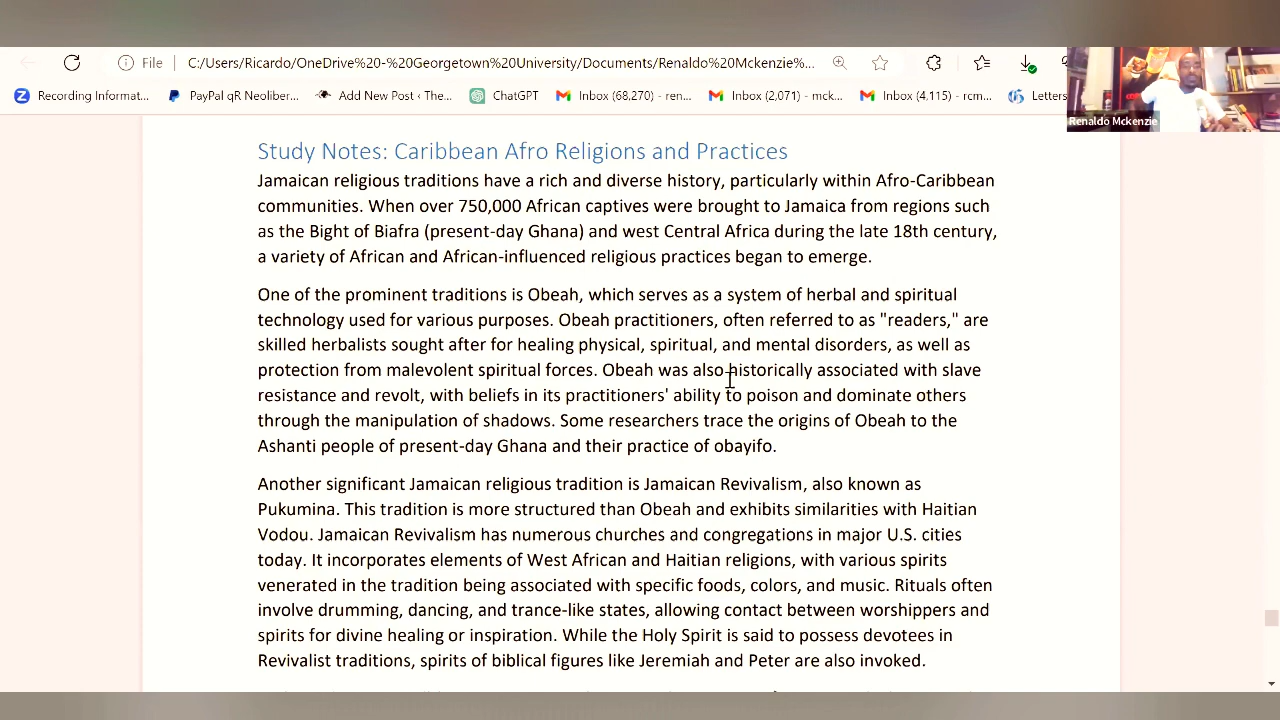 File
C:/Users/Ricardo/OneDrive%20-%20Georgetown%20University/Documents/Renaldo%20Mckenzie%...
Recording Informat...
PayPal qR Neoliber...
Add New Post ‹ The...
ChatGPT
Inbox (68,270) - ren...
Inbox (2,071) - mck...
Inbox (4,115) - rcm...
Letters
Renaldo Mckenzie
Study Notes: Caribbean Afro Religions and Practices
Jamaican religious traditions have a rich and diverse history, particularly within Afro-Caribbean
communities. When over 750,000 African captives were brought to Jamaica from regions such
as the Bight of Biafra (present-day Ghana) and west Central Africa during the late 18th century,
a variety of African and African-influenced religious practices began to emerge.
One of the prominent traditions is Obeah, which serves as a system of herbal and spiritual
technology used for various purposes. Obeah practitioners, often referred to as "readers," are
skilled herbalists sought after for healing physical, spiritual, and mental disorders, as well as
protection from malevolent spiritual forces. Obeah was also historically associated with slave
resistance and revolt, with beliefs in its practitioners' ability to poison and dominate others
through the manipulation of shadows. Some researchers trace the origins of Obeah to the
Ashanti people of present-day Ghana and their practice of obayifo.
Another significant Jamaican religious tradition is Jamaican Revivalism, also known as
Pukumina. This tradition is more structured than Obeah and exhibits similarities with Haitian
Vodou. Jamaican Revivalism has numerous churches and congregations in major U.S. cities
today. It incorporates elements of West African and Haitian religions, with various spirits
venerated in the tradition being associated with specific foods, colors, and music. Rituals often
involve drumming, dancing, and trance-like states, allowing contact between worshippers and
spirits for divine healing or inspiration. While the Holy Spirit is said to possess devotees in
Revivalist traditions, spirits of biblical figures like Jeremiah and Peter are also invoked.